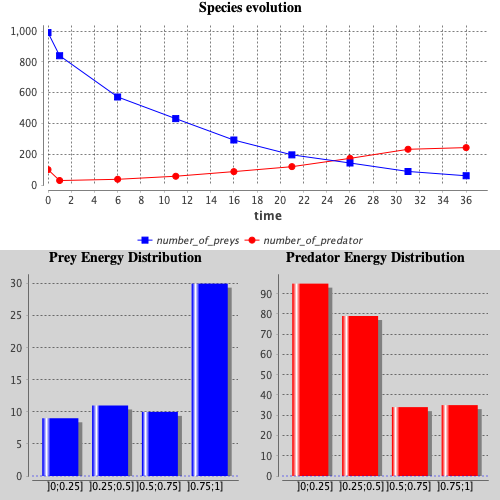 Species evolution
1,000
800
600
400
200
0
0 2 4 6 8 10 12 14 16 18 20 22 24 26 28 30 32 34 36
time
number_of_preys number_of_predator
Prey Energy Distribution
30
25
20
15
10
5
0
]0;0.25] ]0.25;0.5] ]0.5;0.75] ]0.75;1]
Predator Energy Distribution
90
80
70
60
50
40
30
20
10
0
]0;0.25] ]0.25;0.5] ]0.5;0.75] ]0.75;1]